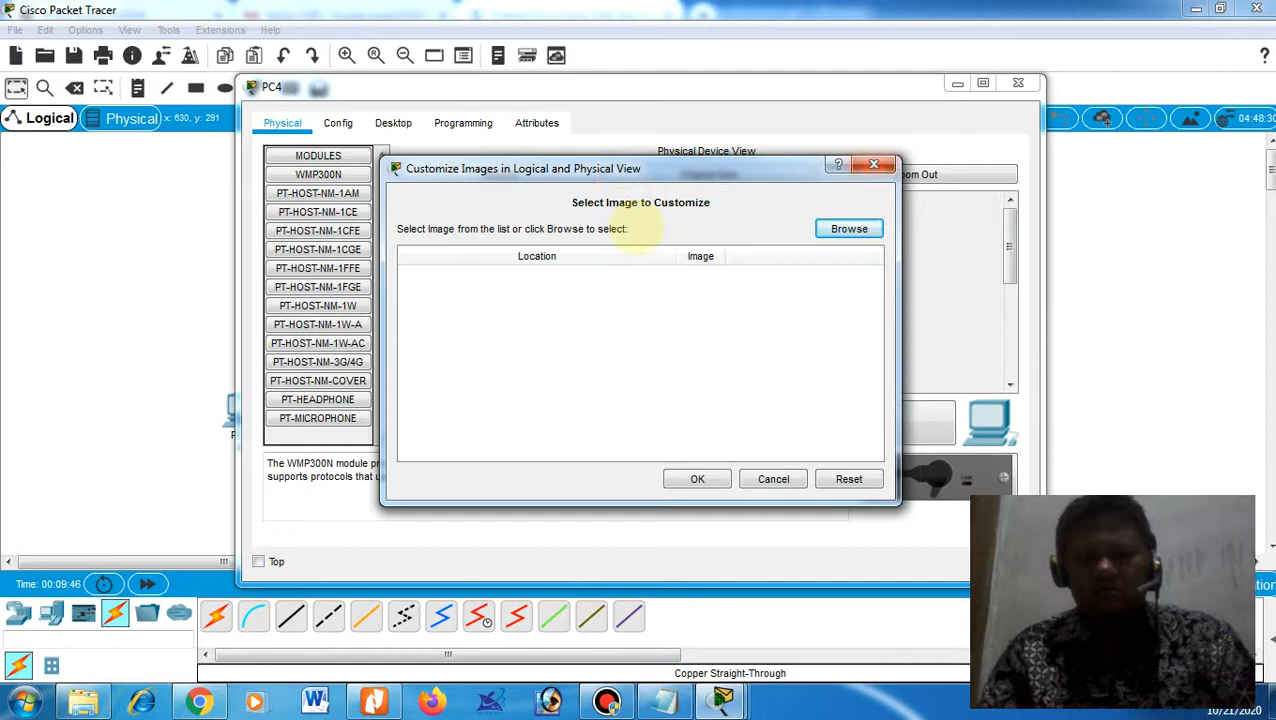 Cisco Packet Tracer
File Edit Options View Tools Extensions Help
PC4
Logical
Physical
x: 630, y: 291
04:48:30
Physical Config Desktop Programming Attributes
MODULES
WMP300N
PT-HOST-NM-1AM
PT-HOST-NM-1CE
PT-HOST-NM-1CFE
PT-HOST-NM-1CGE
PT-HOST-NM-1FFE
PT-HOST-NM-1FGE
PT-HOST-NM-1W
PT-HOST-NM-1W-A
PT-HOST-NM-1W-AC
PT-HOST-NM-3G/4G
PT-HOST-NM-COVER
PT-HEADPHONE
PT-MICROPHONE
Physical Device View
oom Out
Customize Images in Logical and Physical View
Select Image to Customize
Select Image from the list or click Browse to select:
Browse
Location Image
OK Cancel Reset
The WMP300N module pr
supports protocols that u
Top
Time: 00:09:46
Copper Straight-Through
10/21/2020